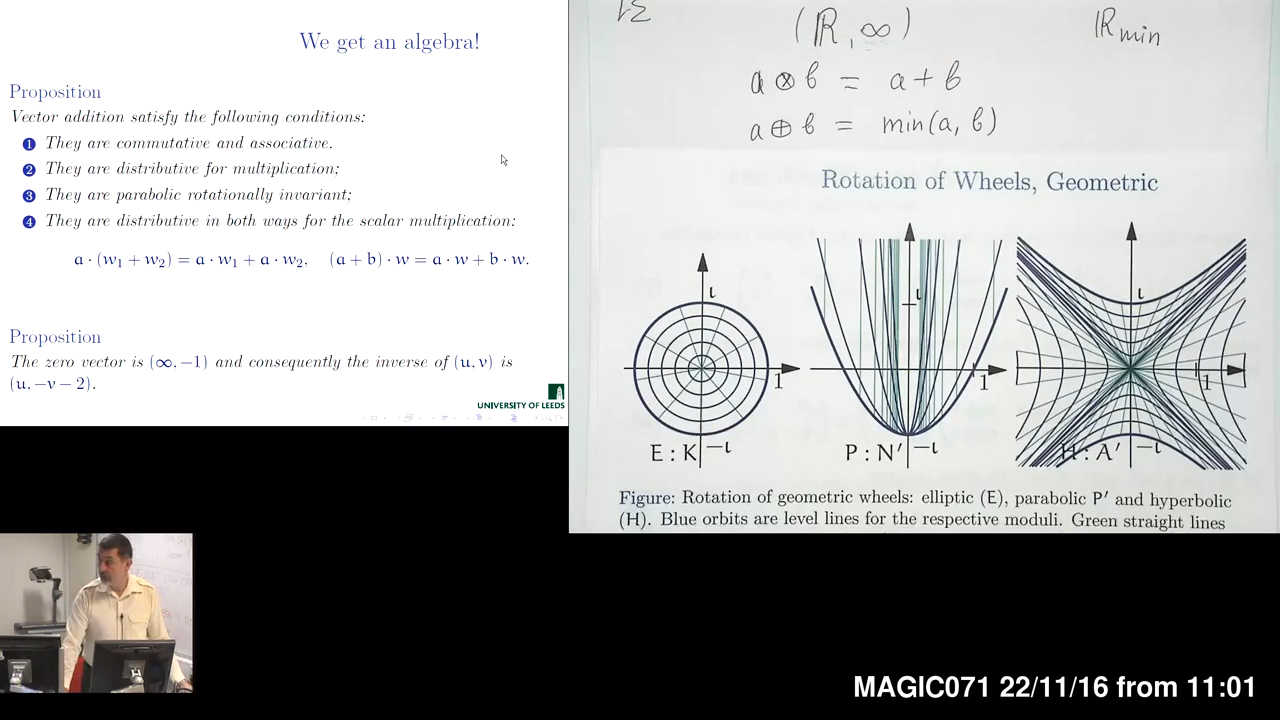 We get an algebra!
Proposition
Vector addition satisfy the following conditions:
1 They are commutative and associative.
2 They are distributive for multiplication;
3 They are parabolic rotationally invariant;
4 They are distributive in both ways for the scalar multiplication:
a · (w₁ + w₂) = a · w₁ + a · w₂, (a + b) · w = a · w + b · w.
Proposition
The zero vector is (∞, −1) and consequently the inverse of (u, v) is
(u, −v − 2).
UNIVERSITY OF LEEDS
(ℝ, ∞) ℝmin
a ⊗ b = a + b
a ⊕ b = min(a, b)
Rotation of Wheels, Geometric
ι ι ι
1 1 1
E : K −ι P : N′ −ι H : A′ −ι
Figure: Rotation of geometric wheels: elliptic (E), parabolic P′ and hyperbolic
(H). Blue orbits are level lines for the respective moduli. Green straight lines
MAGIC071 22/11/16 from 11:01